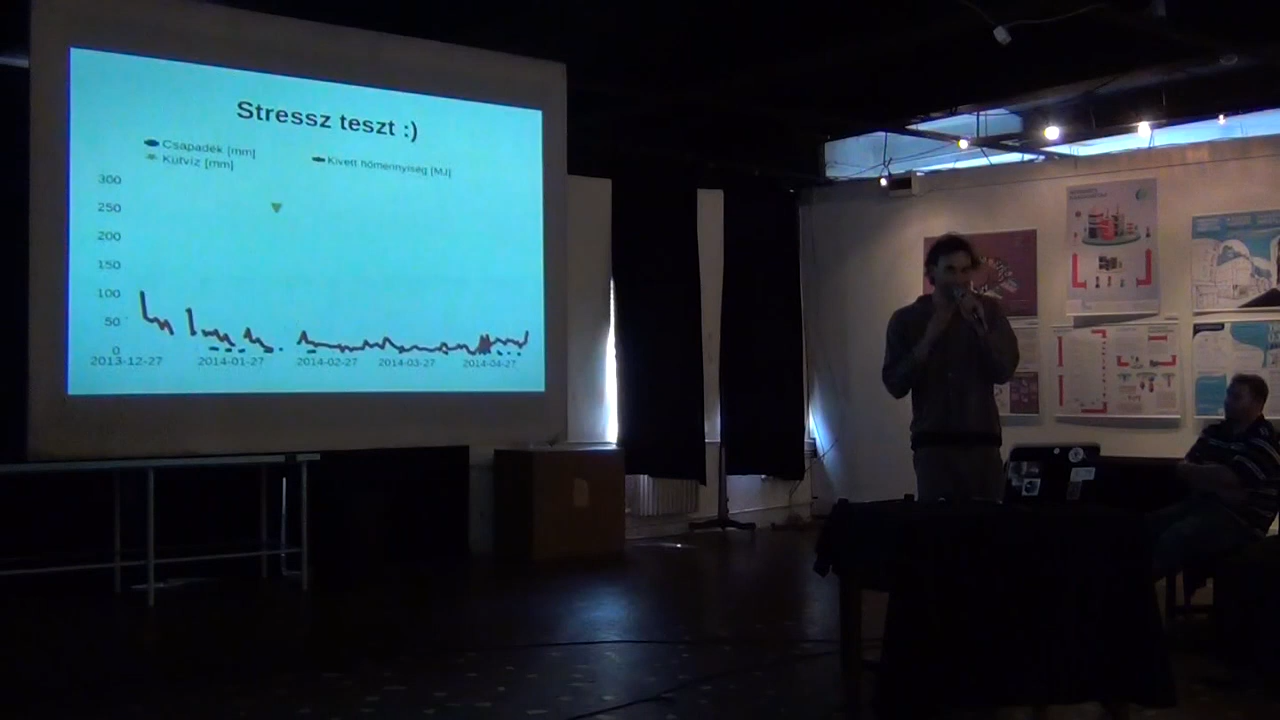 Stressz teszt :)
Csapadék [mm]
Kútvíz [mm]
Kivett hőmennyiség [MJ]
300
250
200
150
100
50
0
2013-12-27 2014-01-27 2014-02-27 2014-03-27 2014-04-27